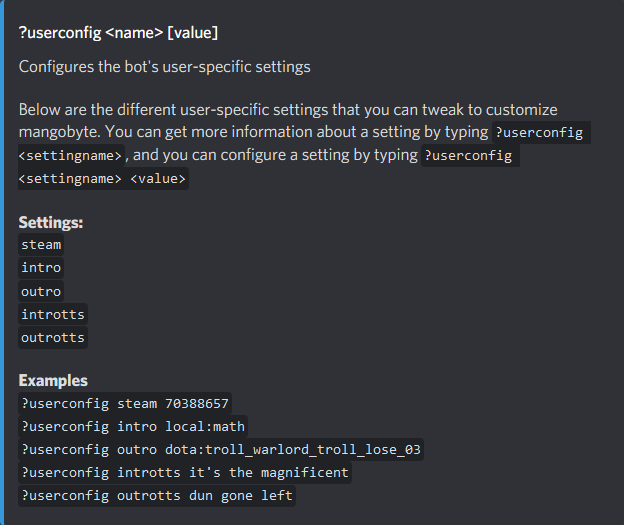 ?userconfig <name> [value]
Configures the bot's user-specific settings
Below are the different user-specific settings that you can tweak to customize
mangobyte. You can get more information about a setting by typing ?userconfig
<settingname>, and you can configure a setting by typing ?userconfig
<settingname> <value>
Settings:
steam
intro
outro
introtts
outrotts
Examples
?userconfig steam 70388657
?userconfig intro local:math
?userconfig outro dota:troll_warlord_troll_lose_03
?userconfig introtts it's the magnificent
?userconfig outrotts dun gone left